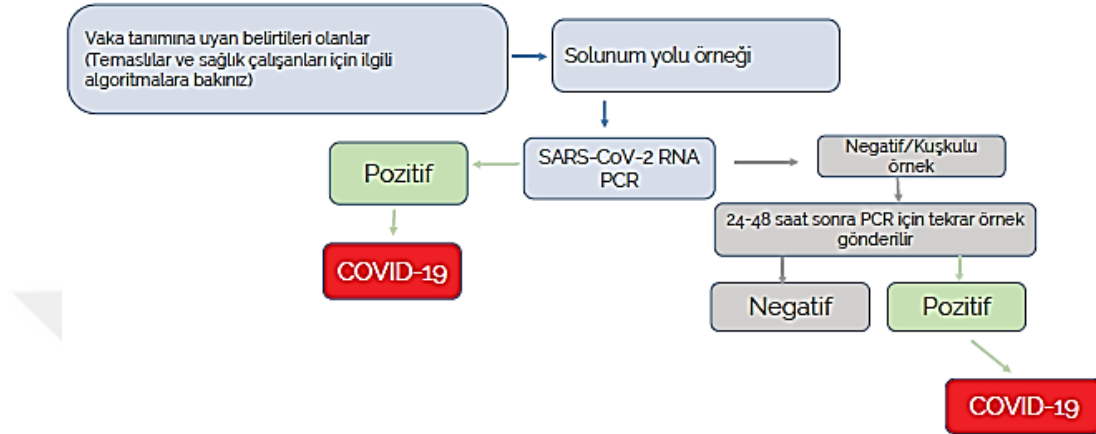 Vaka tanımına uyan belirtileri olanlar
(Temaslılar ve sağlık çalışanları için ilgili
algoritmalara bakınız)
Solunum yolu örneği
SARS-CoV-2 RNA
PCR
Pozitif
COVID-19
Negatif/Kuşkulu
örnek
24-48 saat sonra PCR için tekrar örnek
gönderilir
Negatif
Pozitif
COVID-19